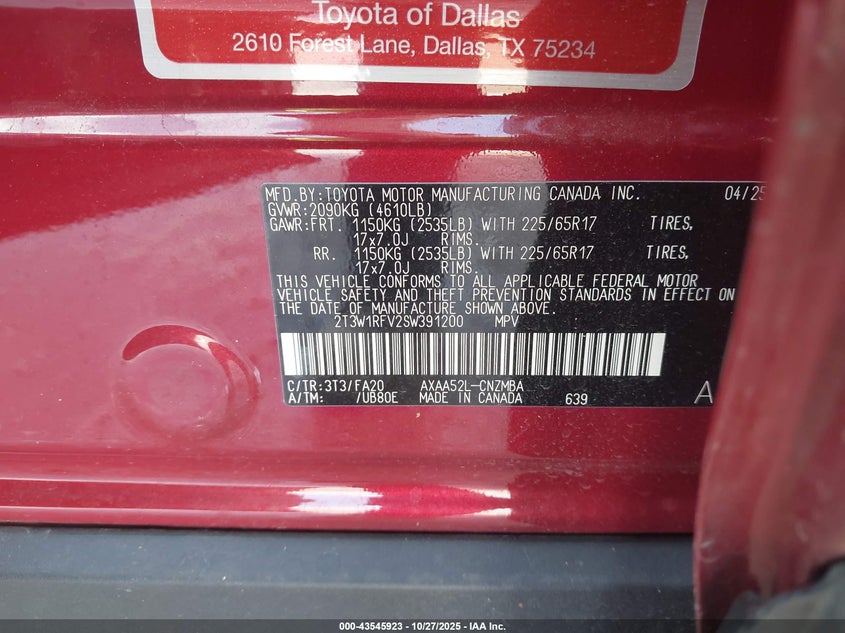 Toyota of Dallas
2610 Forest Lane, Dallas, TX 75234
MFD.BY:TOYOTA MOTOR MANUFACTURING CANADA INC. 04/25
GVWR:2090KG (4610LB)
GAWR:FRT. 1150KG (2535LB) WITH 225/65R17 TIRES,
17x7.0J RIMS.
RR. 1150KG (2535LB) WITH 225/65R17 TIRES,
17x7.0J RIMS.
THIS VEHICLE CONFORMS TO ALL APPLICABLE FEDERAL MOTOR
VEHICLE SAFETY AND THEFT PREVENTION STANDARDS IN EFFECT ON
THE DATE OF MANUFACTURE SHOWN ABOVE.
2T3W1RFV2SW391200 MPV
C/TR:3T3/FA20 AXAA52L-CNZMBA
A/TM: /UB80E MADE IN CANADA 639
A
000-43545923 | 10/27/2025 | IAA Inc.